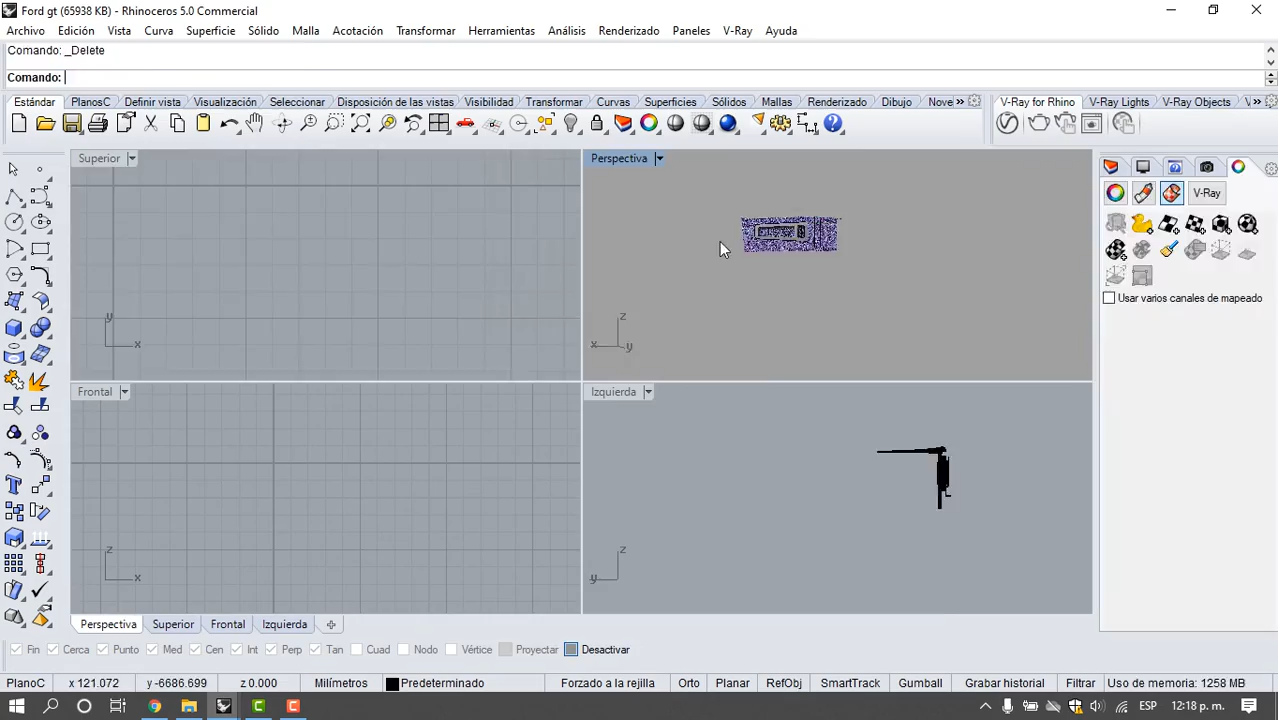 Ford gt (65938 KB) - Rhinoceros 5.0 Commercial
Archivo Edición Vista Curva Superficie Sólido Malla Acotación Transformar Herramientas Análisis Renderizado Paneles V-Ray Ayuda
Comando: _Delete
Comando:
Estándar PlanosC Definir vista Visualización Seleccionar Disposición de las vistas Visibilidad Transformar Curvas Superficies Sólidos Mallas Renderizado Dibujo Nove » V-Ray for Rhino V-Ray Lights V-Ray Objects V »
Superior Perspectiva
V-Ray
Usar varios canales de mapeado
y x z x y
Frontal Izquierda
z x z y
Perspectiva Superior Frontal Izquierda
Fin Cerca Punto Med Cen Int Perp Tan Cuad Nodo Vértice Proyectar Desactivar
PlanoC x 121.072 y -6686.699 z 0.000 Milímetros Predeterminado Forzado a la rejilla Orto Planar RefObj SmartTrack Gumball Grabar historial Filtrar Uso de memoria: 1258 MB
ESP 12:18 p. m.